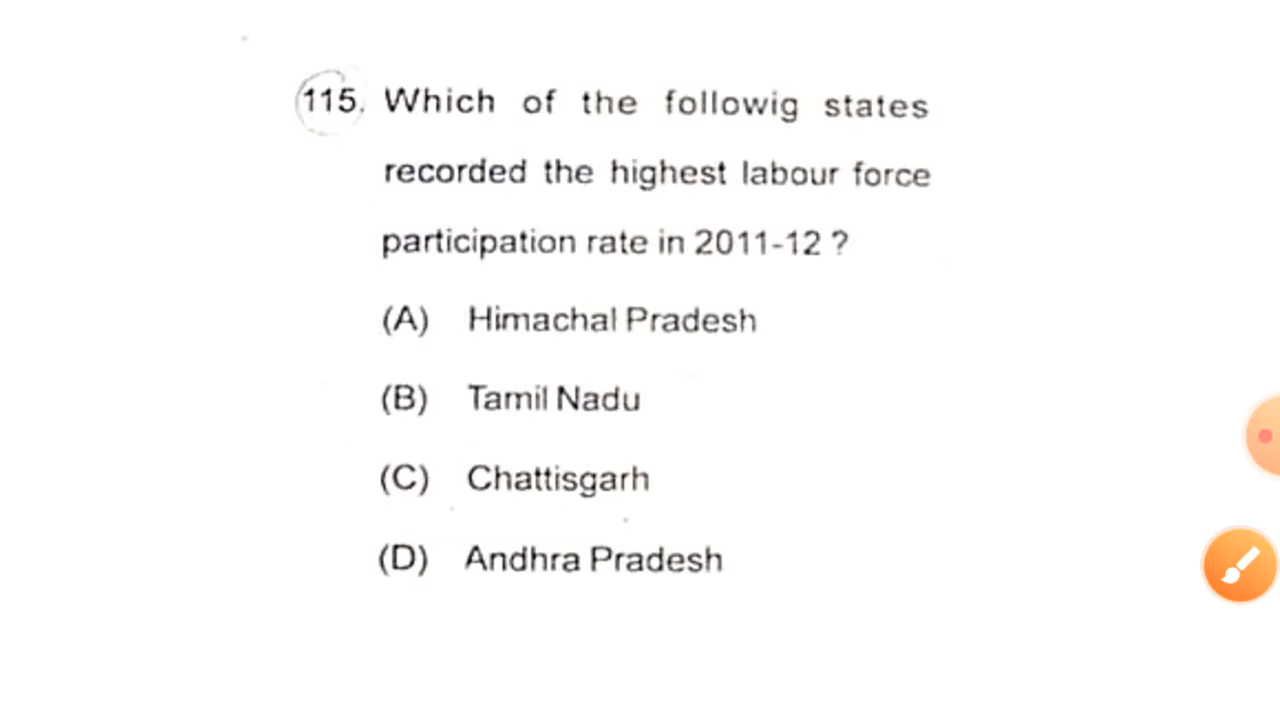 115. Which of the followig states
recorded the highest labour force
participation rate in 2011-12 ?
(A) Himachal Pradesh
(B) Tamil Nadu
(C) Chattisgarh
(D) Andhra Pradesh